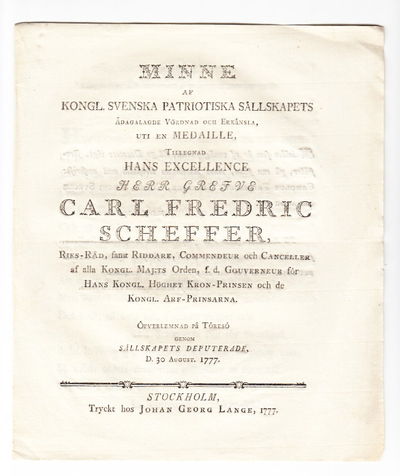 MINNE
AF
KONGL. SVENSKA PATRIOTISKA SÄLLSKAPETS
ÅDAGALAGDE VÖRDNAD OCH ERKÄNSLA,
UTI EN MEDAILLE,
TILLEGNAD
HANS EXCELLENCE
HERR GREFVE
CARL FREDRIC
SCHEFFER,
RIKS-RÅD, samt RIDDARE, COMMENDEUR och CANCELLER
af alla KONGL. MAJ:TS Orden, f. d. GOUVERNEUR för
HANS KONGL. HÖGHET KRON-PRINSEN och de
KONGL. ARF-PRINSARNA.
ÖFVERLEMNAD PÅ TÖRESÖ
GENOM
SÄLLSKAPETS DEPUTERADE,
D. 30 AUGUST. 1777.
STOCKHOLM,
Tryckt hos JOHAN GEORG LANGE, 1777.